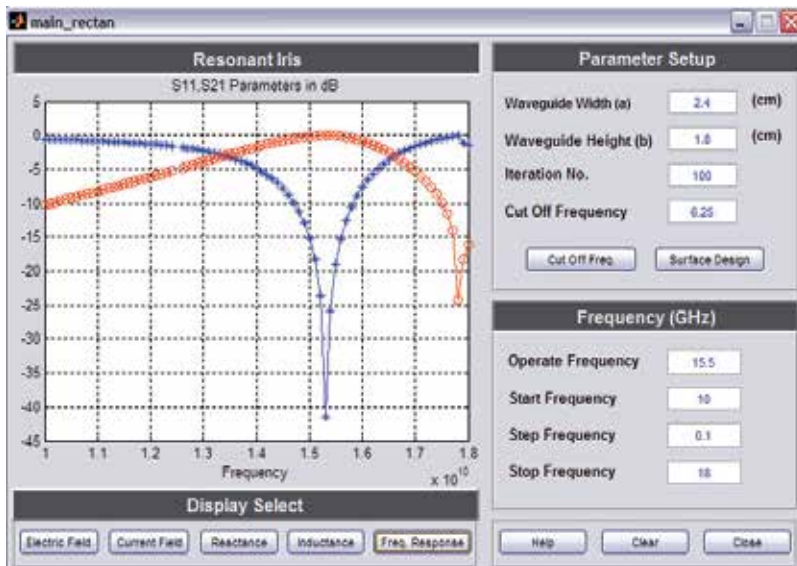 main_rectan
Resonant Iris
S11,S21 Parameters in dB
5
0
-5
-10
-15
-20
-25
-30
-35
-40
-45
1 1.1 1.2 1.3 1.4 1.5 1.6 1.7 1.8
Frequency
x 10^10
Display Select
Electric Field Current Field Reactance Inductance Freq. Response
Parameter Setup
Waveguide Width (a) 2.4 (cm)
Waveguide Height (b) 1.8 (cm)
Iteration No. 100
Cut Off Frequency 6.25
Cut Off Freq. Surface Design
Frequency (GHz)
Operate Frequency 15.5
Start Frequency 10
Step Frequency 0.1
Stop Frequency 18
Help Clear Close